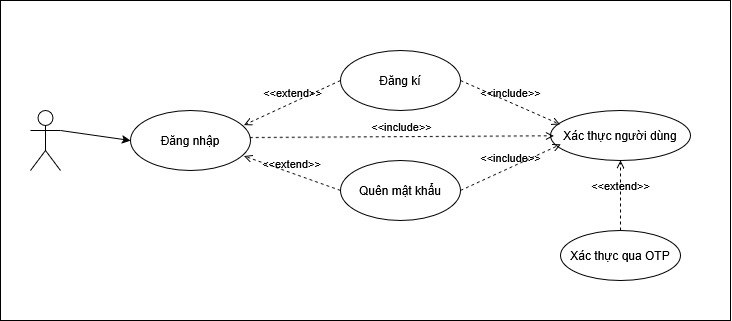 Đăng kí
<<extend>>
<<include>>
Đăng nhập
<<include>>
Xác thực người dùng
<<extend>>
<<include>>
Quên mật khẩu
<<extend>>
Xác thực qua OTP